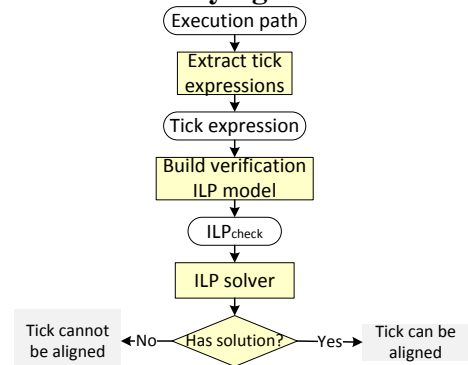 Execution path
Extract tick
expressions
Tick expression
Build verification
ILP model
ILPcheck
ILP solver
Has solution?
No
Yes
Tick cannot
be aligned
Tick can be
aligned